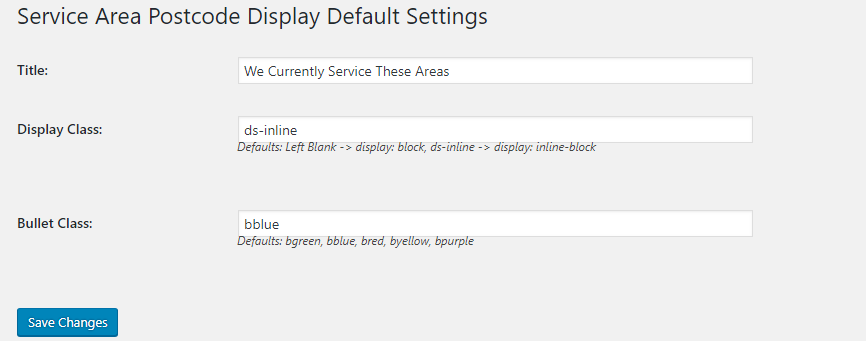 Service Area Postcode Display Default Settings
Title: We Currently Service These Areas
Display Class: ds-inline
Defaults: Left Blank -> display: block, ds-inline -> display: inline-block
Bullet Class: bblue
Defaults: bgreen, bblue, bred, byellow, bpurple
Save Changes